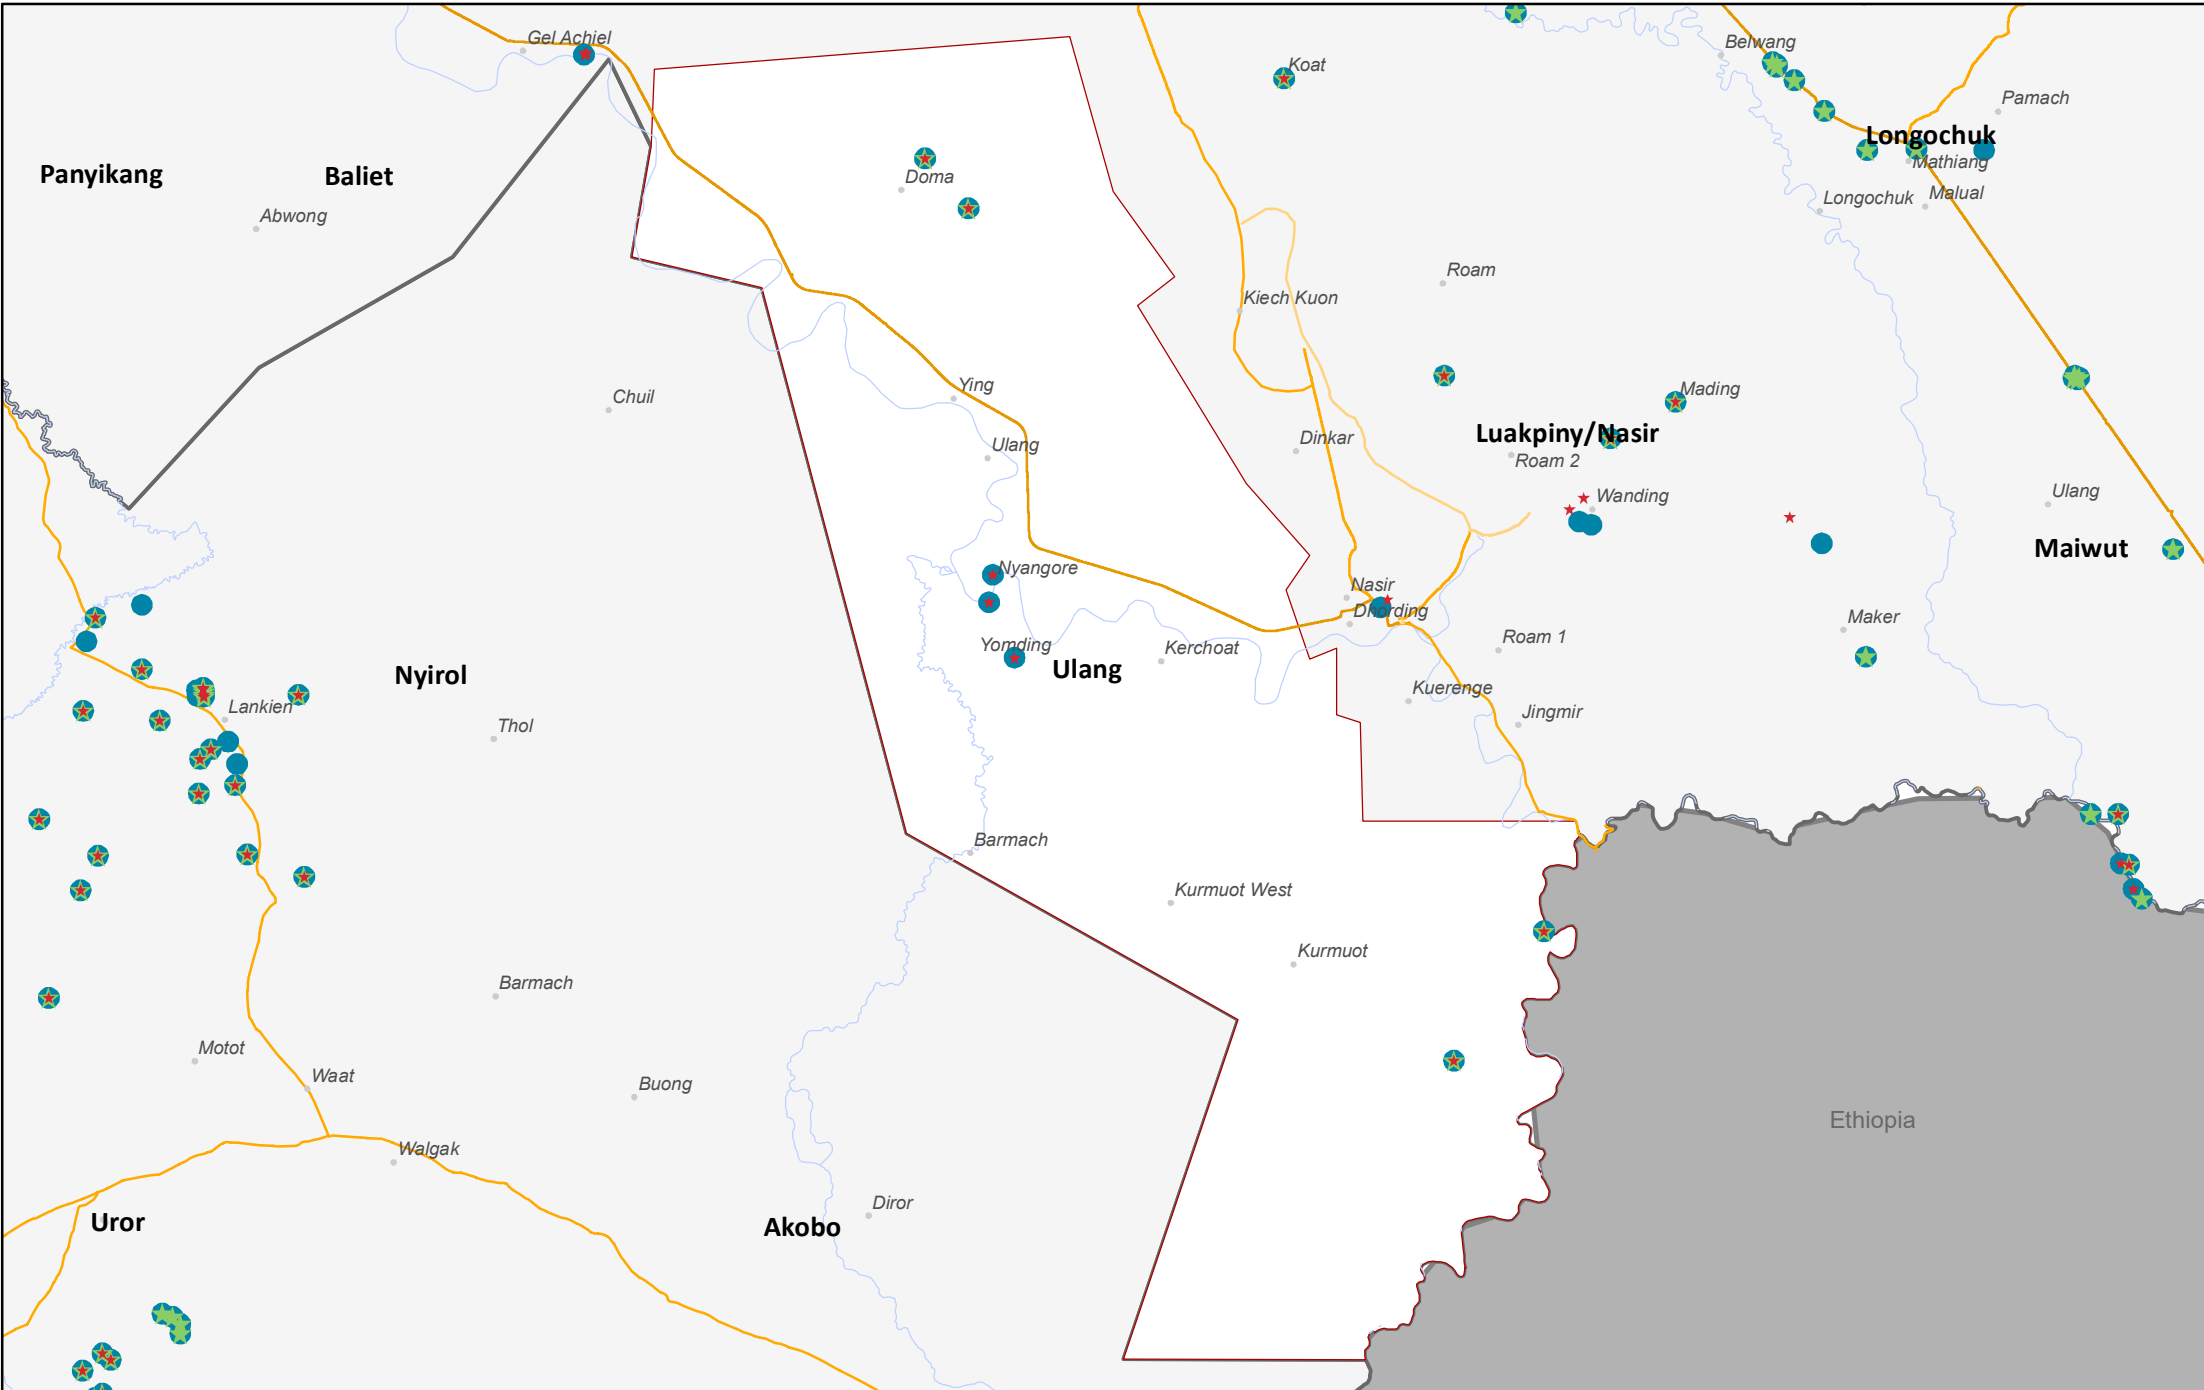 Gel Achiel
Belwang
Koat
Pamach
Longochuk
Mathiang
Panyikang
Baliet
Doma
Malual
Longochuk
Abwong
Roam
Kiech Kuon
Ying
Mading
Chuil
Luakpiny/Nasir
Dinkar
Ulang
Roam 2
Wanding
Ulang
Maiwut
Nyangore
Nasir
Dhording
Maker
Roam 1
Yomding
Kerchoat
Ulang
Nyirol
Kuerenge
Lankien
Jingmir
Thol
Barmach
Kurmuot West
Kurmuot
Barmach
Motot
Waat
Buong
Ethiopia
Walgak
Diror
Uror
Akobo